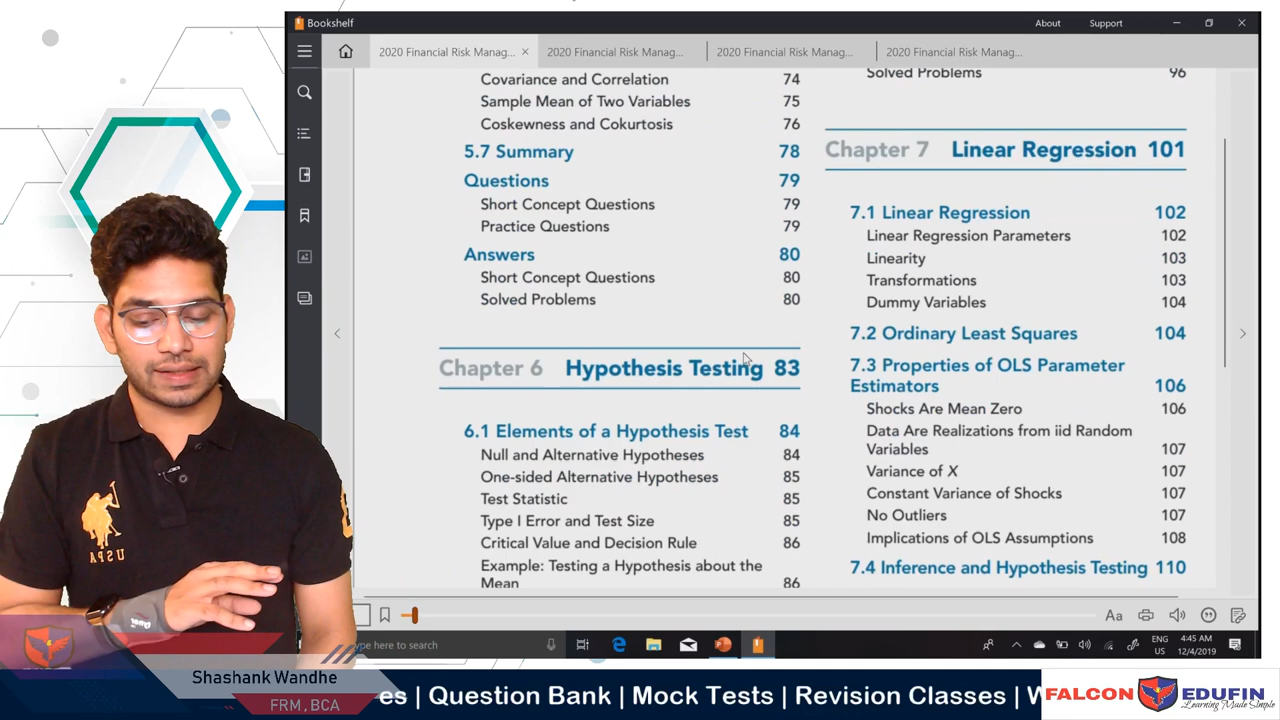 Bookshelf
About
Support
2020 Financial Risk Manag...
2020 Financial Risk Manag...
2020 Financial Risk Manag...
2020 Financial Risk Manag...
Covariance and Correlation 74
Sample Mean of Two Variables 75
Coskewness and Cokurtosis 76
5.7 Summary 78
Questions 79
Short Concept Questions 79
Practice Questions 79
Answers 80
Short Concept Questions 80
Solved Problems 80
Chapter 6 Hypothesis Testing 83
6.1 Elements of a Hypothesis Test 84
Null and Alternative Hypotheses 84
One-sided Alternative Hypotheses 85
Test Statistic 85
Type I Error and Test Size 85
Critical Value and Decision Rule 86
Example: Testing a Hypothesis about the
Mean 86
Solved Problems 96
Chapter 7 Linear Regression 101
7.1 Linear Regression 102
Linear Regression Parameters 102
Linearity 103
Transformations 103
Dummy Variables 104
7.2 Ordinary Least Squares 104
7.3 Properties of OLS Parameter
Estimators 106
Shocks Are Mean Zero 106
Data Are Realizations from iid Random
Variables 107
Variance of X 107
Constant Variance of Shocks 107
No Outliers 107
Implications of OLS Assumptions 108
7.4 Inference and Hypothesis Testing 110
Aa
ype here to search
ENG
US
4:45 AM
12/4/2019
USPA
Shashank Wandhe
FRM, BCA
es | Question Bank | Mock Tests | Revision Classes | W
FALCON EDUFIN
Learning Made Simple